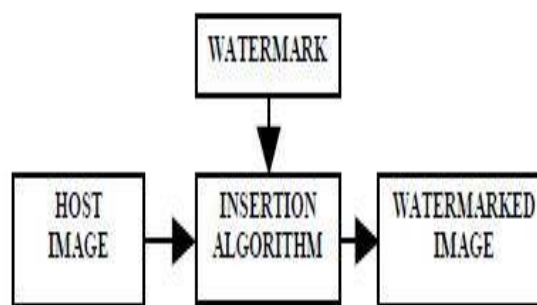 WATERMARK
HOST
IMAGE
INSERTION
ALGORITHM
WATERMARKED
IMAGE